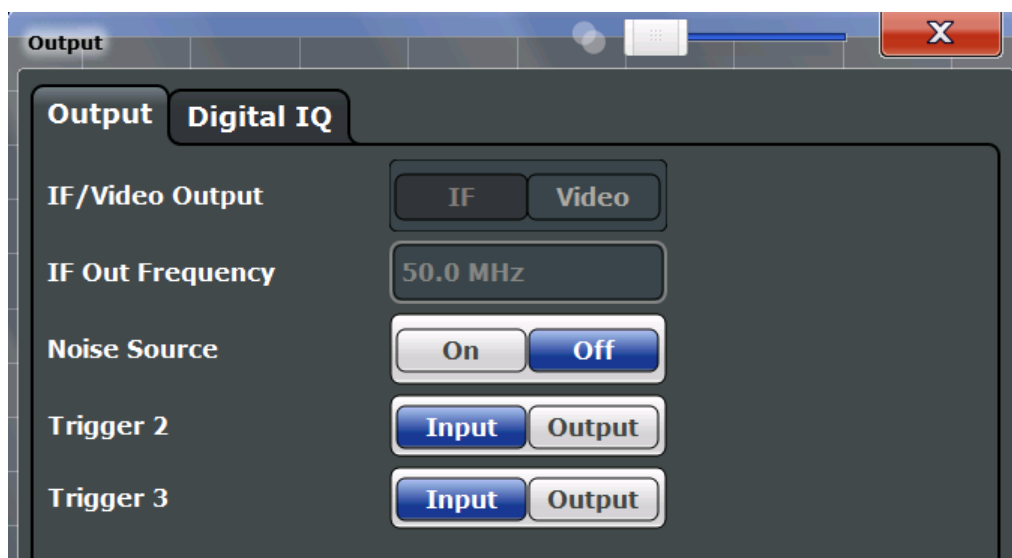 Output
X
Output Digital IQ
IF/Video Output IF Video
IF Out Frequency 50.0 MHz
Noise Source On Off
Trigger 2 Input Output
Trigger 3 Input Output